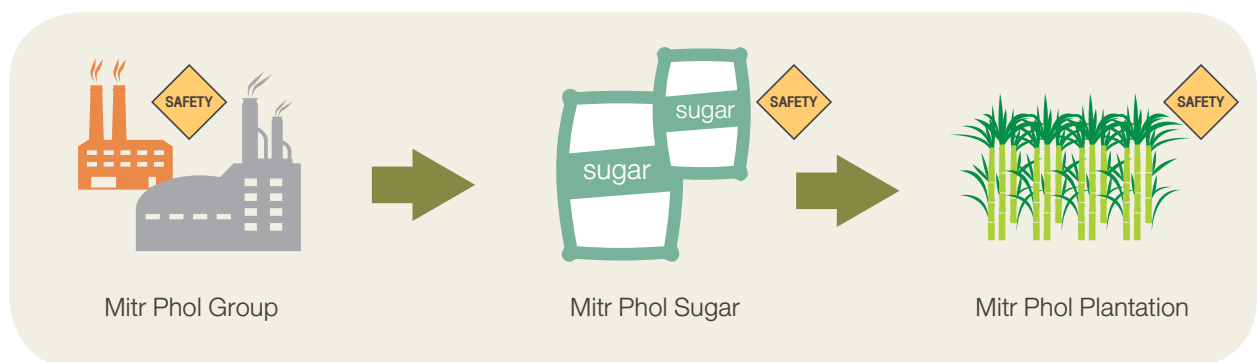 SAFETY
sugar
sugar
SAFETY
SAFETY
Mitr Phol Group
Mitr Phol Sugar
Mitr Phol Plantation